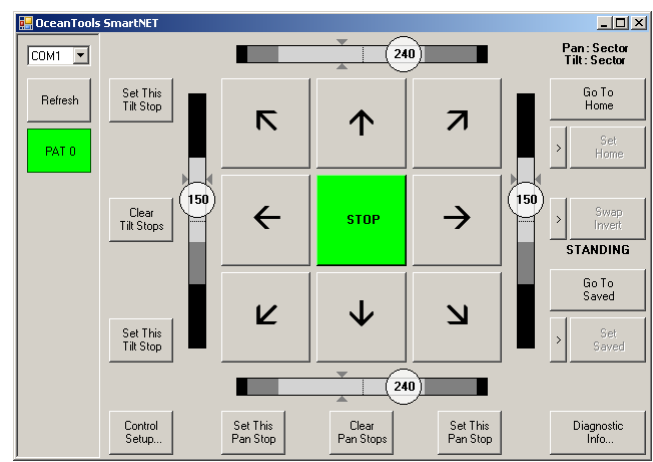 OceanTools SmartNET
COM1
Refresh
PAT 0
240
Pan : Sector
Tilt : Sector
Set This
Tilt Stop
Go To
Home
>
Set
Home
150
Clear
Tilt Stops
STOP
150
>
Swap
Invert
STANDING
Go To
Saved
Set This
Tilt Stop
>
Set
Saved
240
Control
Setup...
Set This
Pan Stop
Clear
Pan Stops
Set This
Pan Stop
Diagnostic
Info...